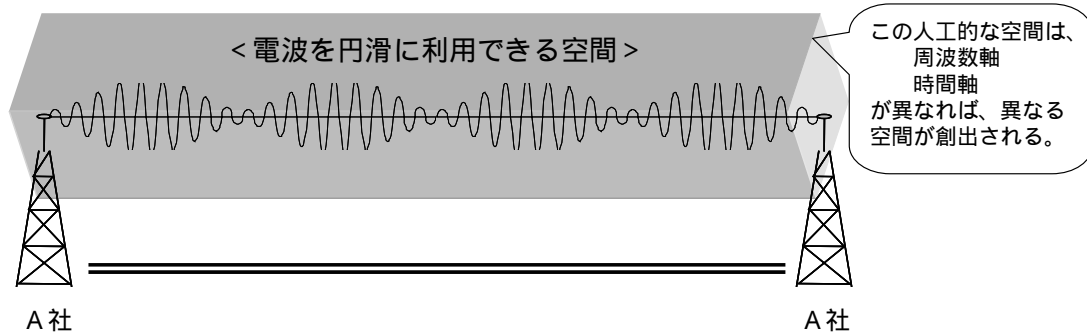 ＜電波を円滑に利用できる空間＞
この人工的な空間は、
周波数軸
時間軸
が異なれば、異なる
空間が創出される。
Ａ社
Ａ社